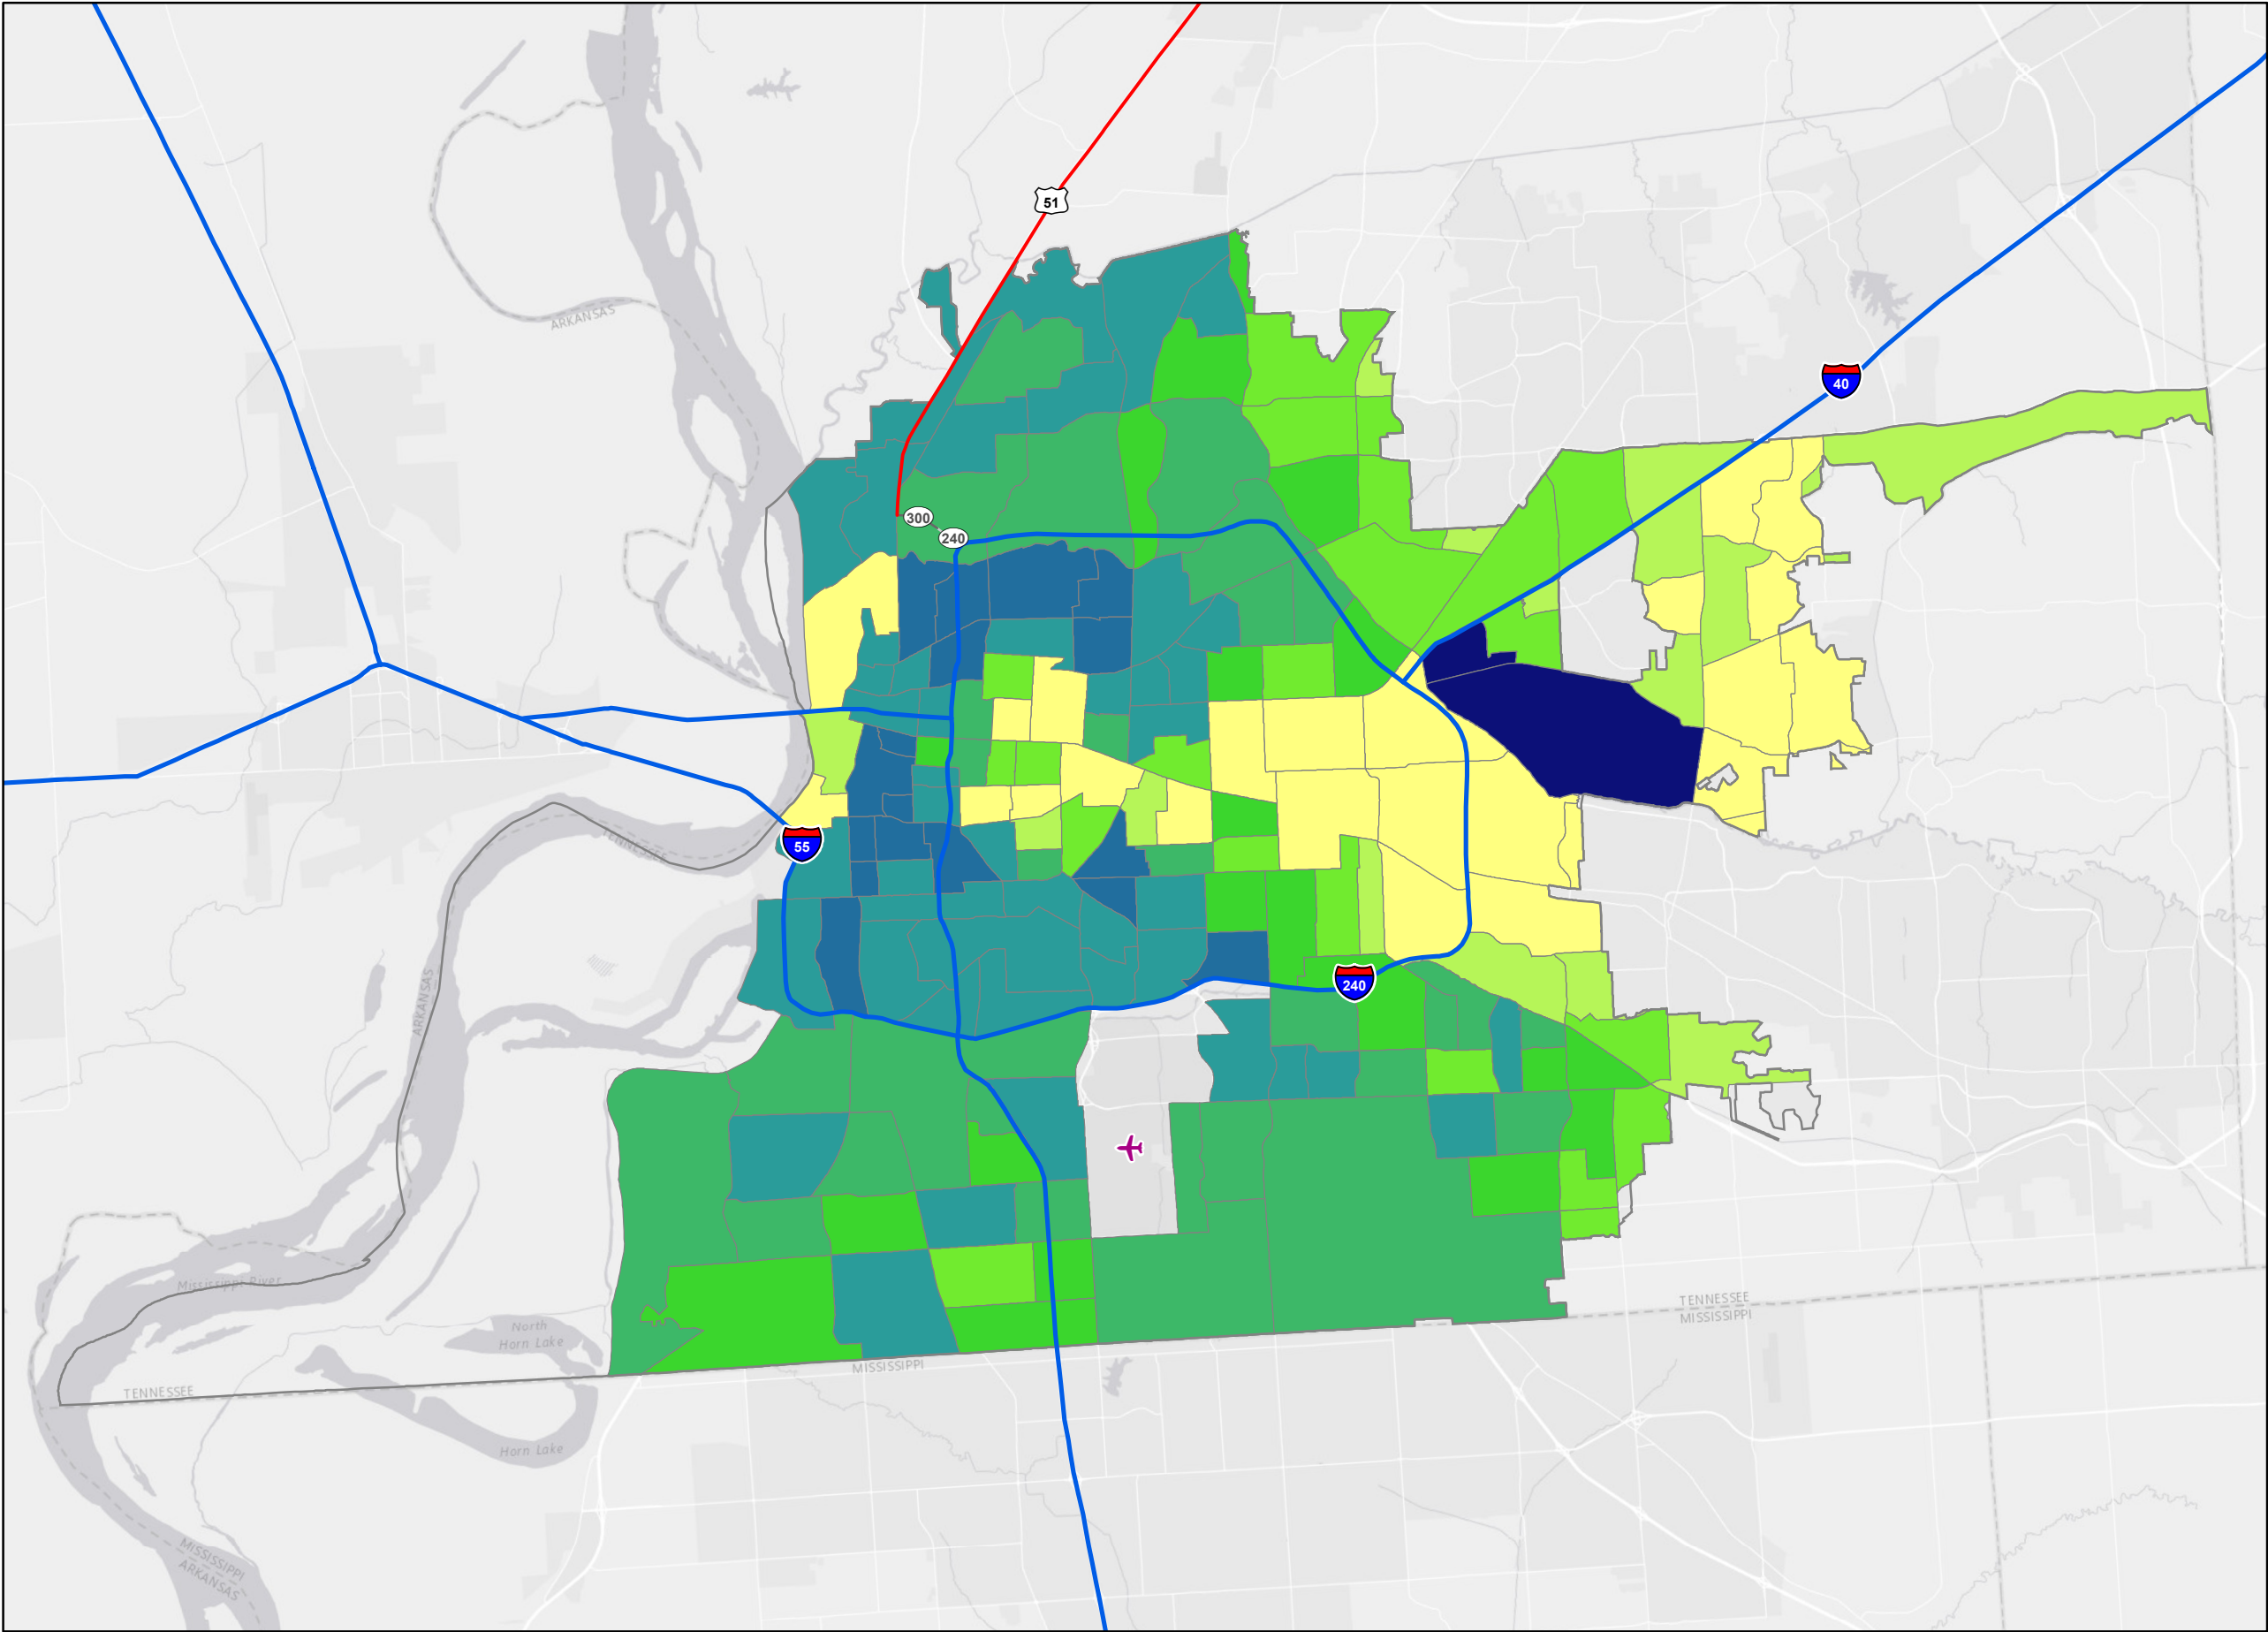 51
ARKANSAS
40
300
240
TENNESSEE
55
ARKANSAS
240
Mississippi River
TENNESSEE
MISSISSIPPI
North
Horn Lake
MISSISSIPPI
TENNESSEE
Horn Lake
MISSISSIPPI
ARKANSAS